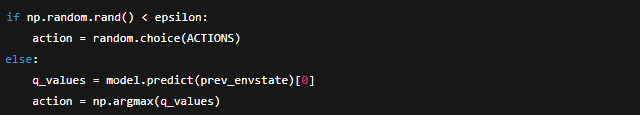 if np.random.rand() < epsilon:
    action = random.choice(ACTIONS)
else:
    q_values = model.predict(prev_envstate)[0]
    action = np.argmax(q_values)